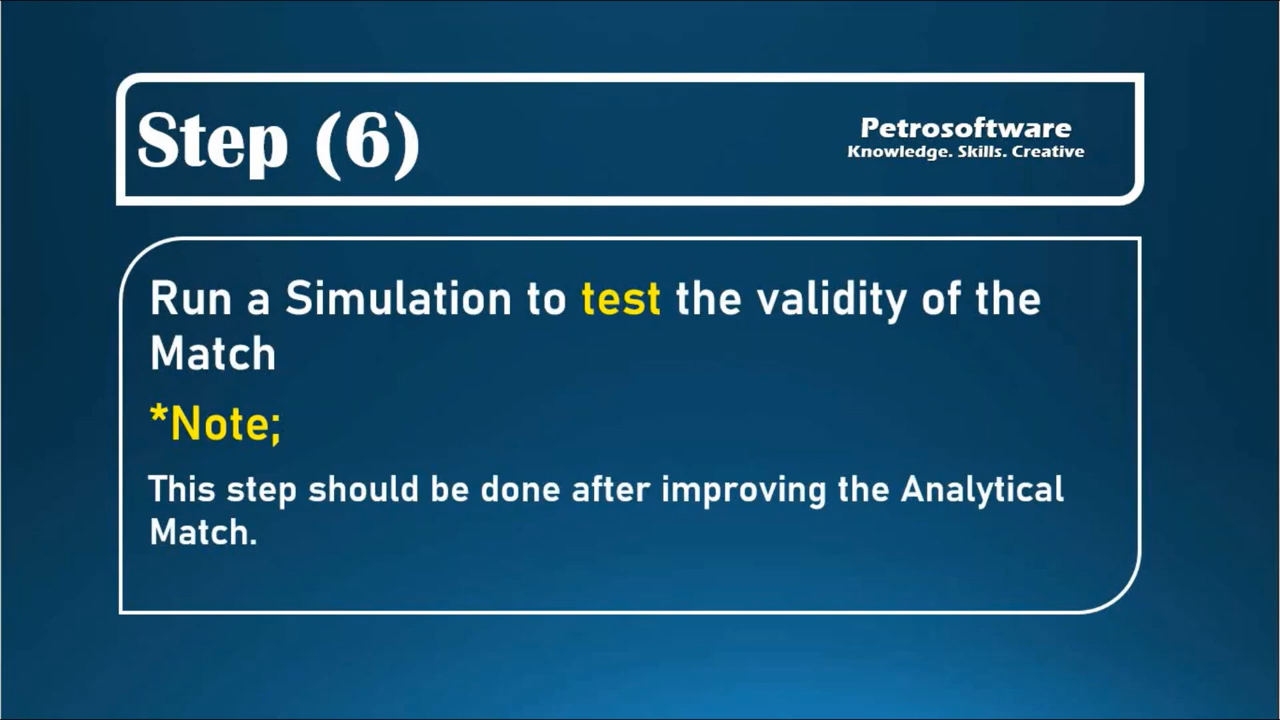 Step (6)
Petrosoftware
Knowledge. Skills. Creative
Run a Simulation to test the validity of the
Match
*Note;
This step should be done after improving the Analytical
Match.